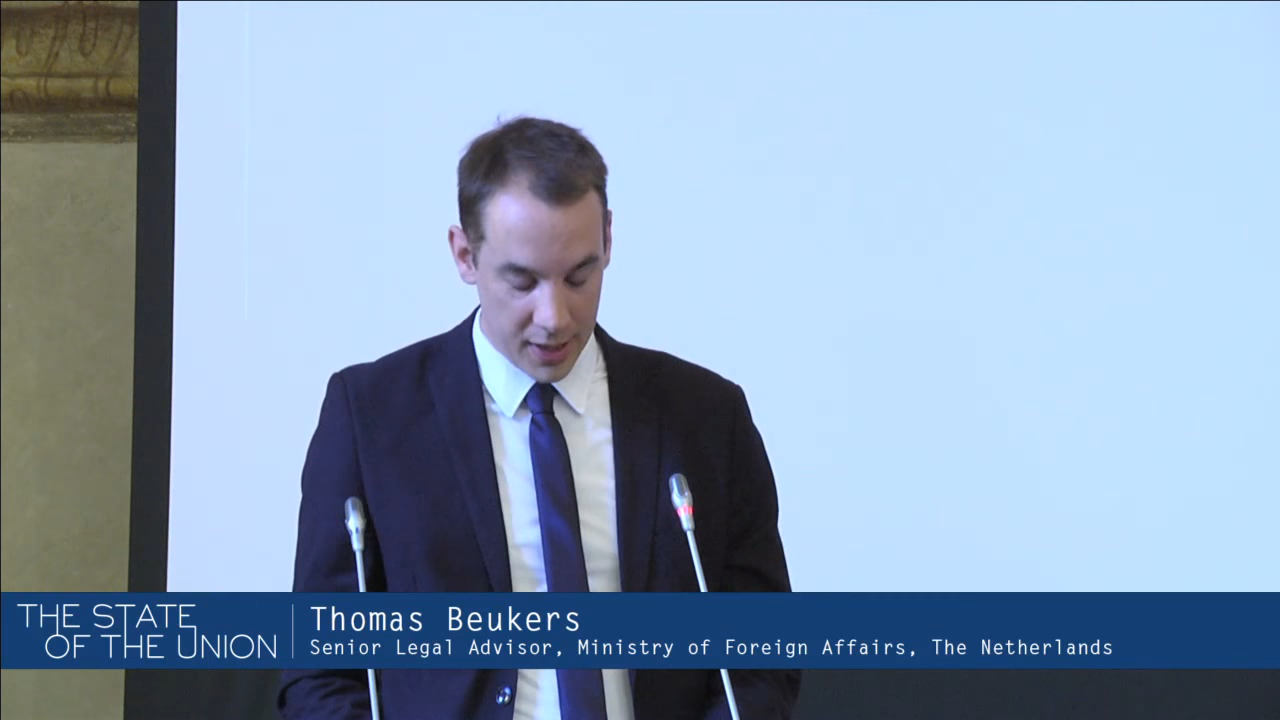 THE STATE
OF THE UNION
Thomas Beukers
Senior Legal Advisor, Ministry of Foreign Affairs, The Netherlands